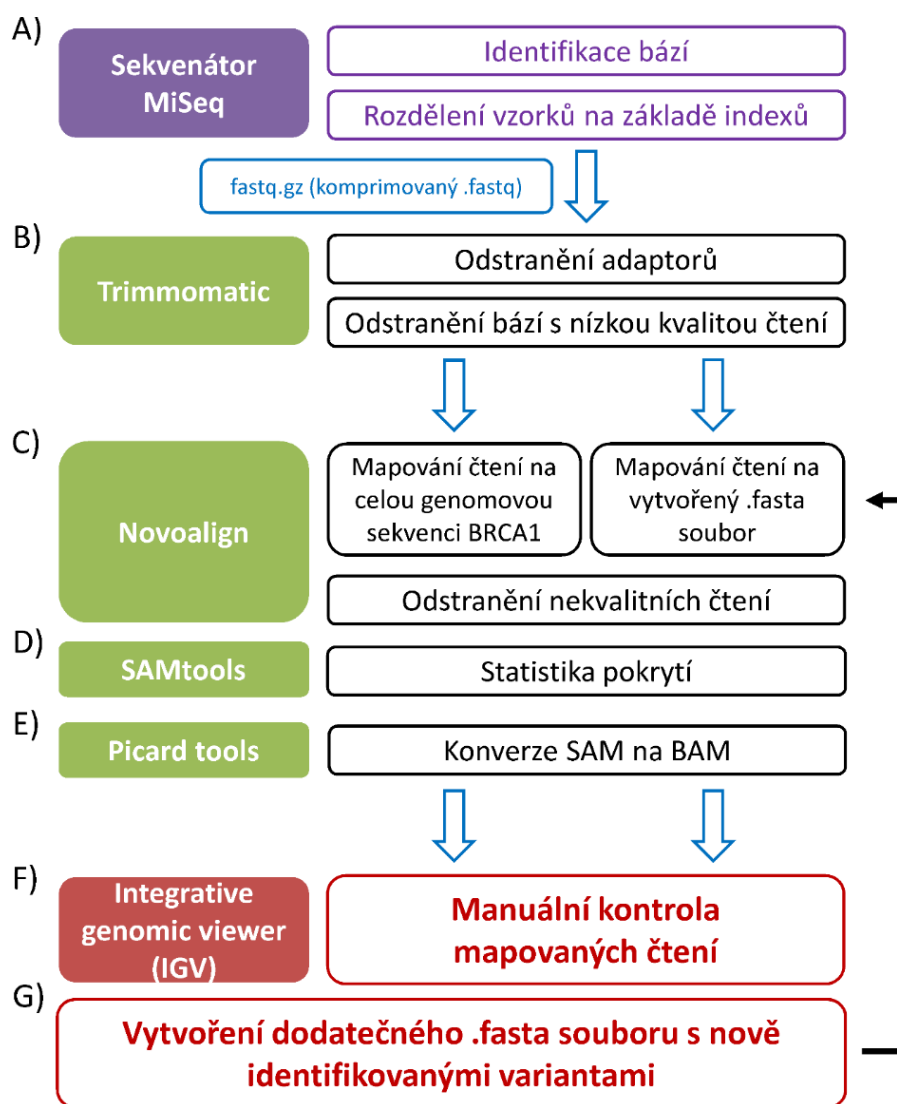 A)
Sekvenátor
MiSeq
Identifikace bází
Rozdělení vzorků na základě indexů
fastq.gz (komprimovaný .fastq)
B)
Trimmomatic
Odstranění adaptorů
Odstranění bází s nízkou kvalitou čtení
C)
Novoalign
Mapování čtení na
celou genomovou
sekvenci BRCA1
Mapování čtení na
vytvořený .fasta
soubor
Odstranění nekvalitních čtení
D)
SAMtools
Statistika pokrytí
E)
Picard tools
Konverze SAM na BAM
F)
Integrative
genomic viewer
(IGV)
Manuální kontrola
mapovaných čtení
G)
Vytvoření dodatečného .fasta souboru s nově
identifikovanými variantami